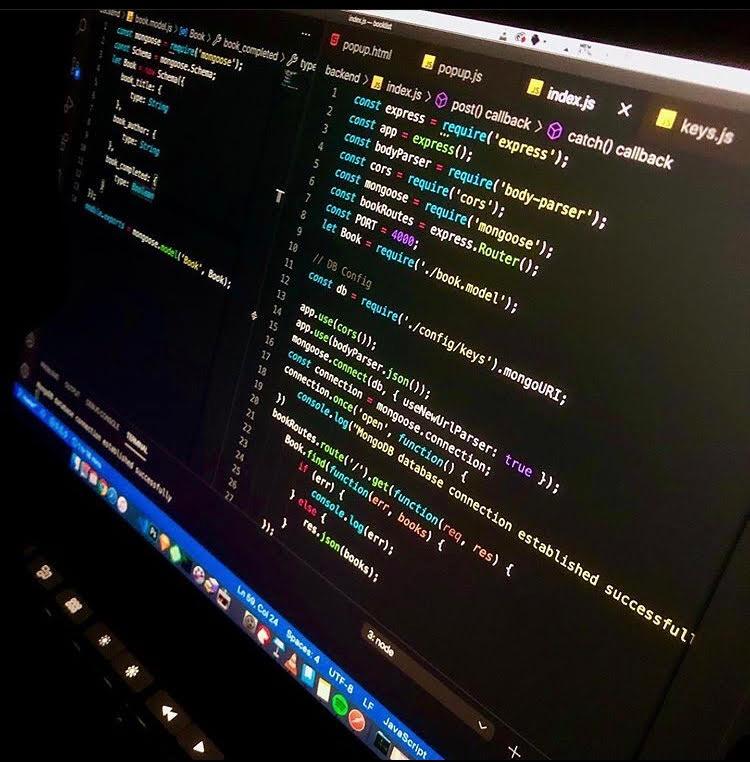 index.js — booklist
backend > book.model.js > Book > book_completed > type
const mongoose = require('mongoose');
const Schema = mongoose.Schema;
let Book = new Schema({
book_title: {
type: String
},
book_author: {
type: String
},
book_completed: {
type: Boolean
}
});
module.exports = mongoose.model('Book', Book);
popup.html
JS popup.js
JS index.js ×
JS keys.js
backend > JS index.js > post() callback > catch() callback
1 const express = require('express');
2 const app = express();
3 const bodyParser = require('body-parser');
4 const cors = require('cors');
5 const mongoose = require('mongoose');
6 const bookRoutes = express.Router();
7 const PORT = 4000;
8 let Book = require('./book.model');
9
10 // DB Config
11 const db = require('./config/keys').mongoURI;
12
13 app.use(cors());
14 app.use(bodyParser.json());
15 mongoose.connect(db, { useNewUrlParser: true });
16 const connection = mongoose.connection;
17 connection.once('open', function() {
18 console.log("MongoDB database connection established successfull
19 })
20
21 bookRoutes.route('/').get(function(req, res) {
22 Book.find(function(err, books) {
23 if (err) {
24 console.log(err);
25 } else {
26 res.json(books);
27 }
});
TERMINAL
MongoDB database connection established successfully
3: node
Ln 59, Col 24 Spaces: 4 UTF-8 LF JavaScript